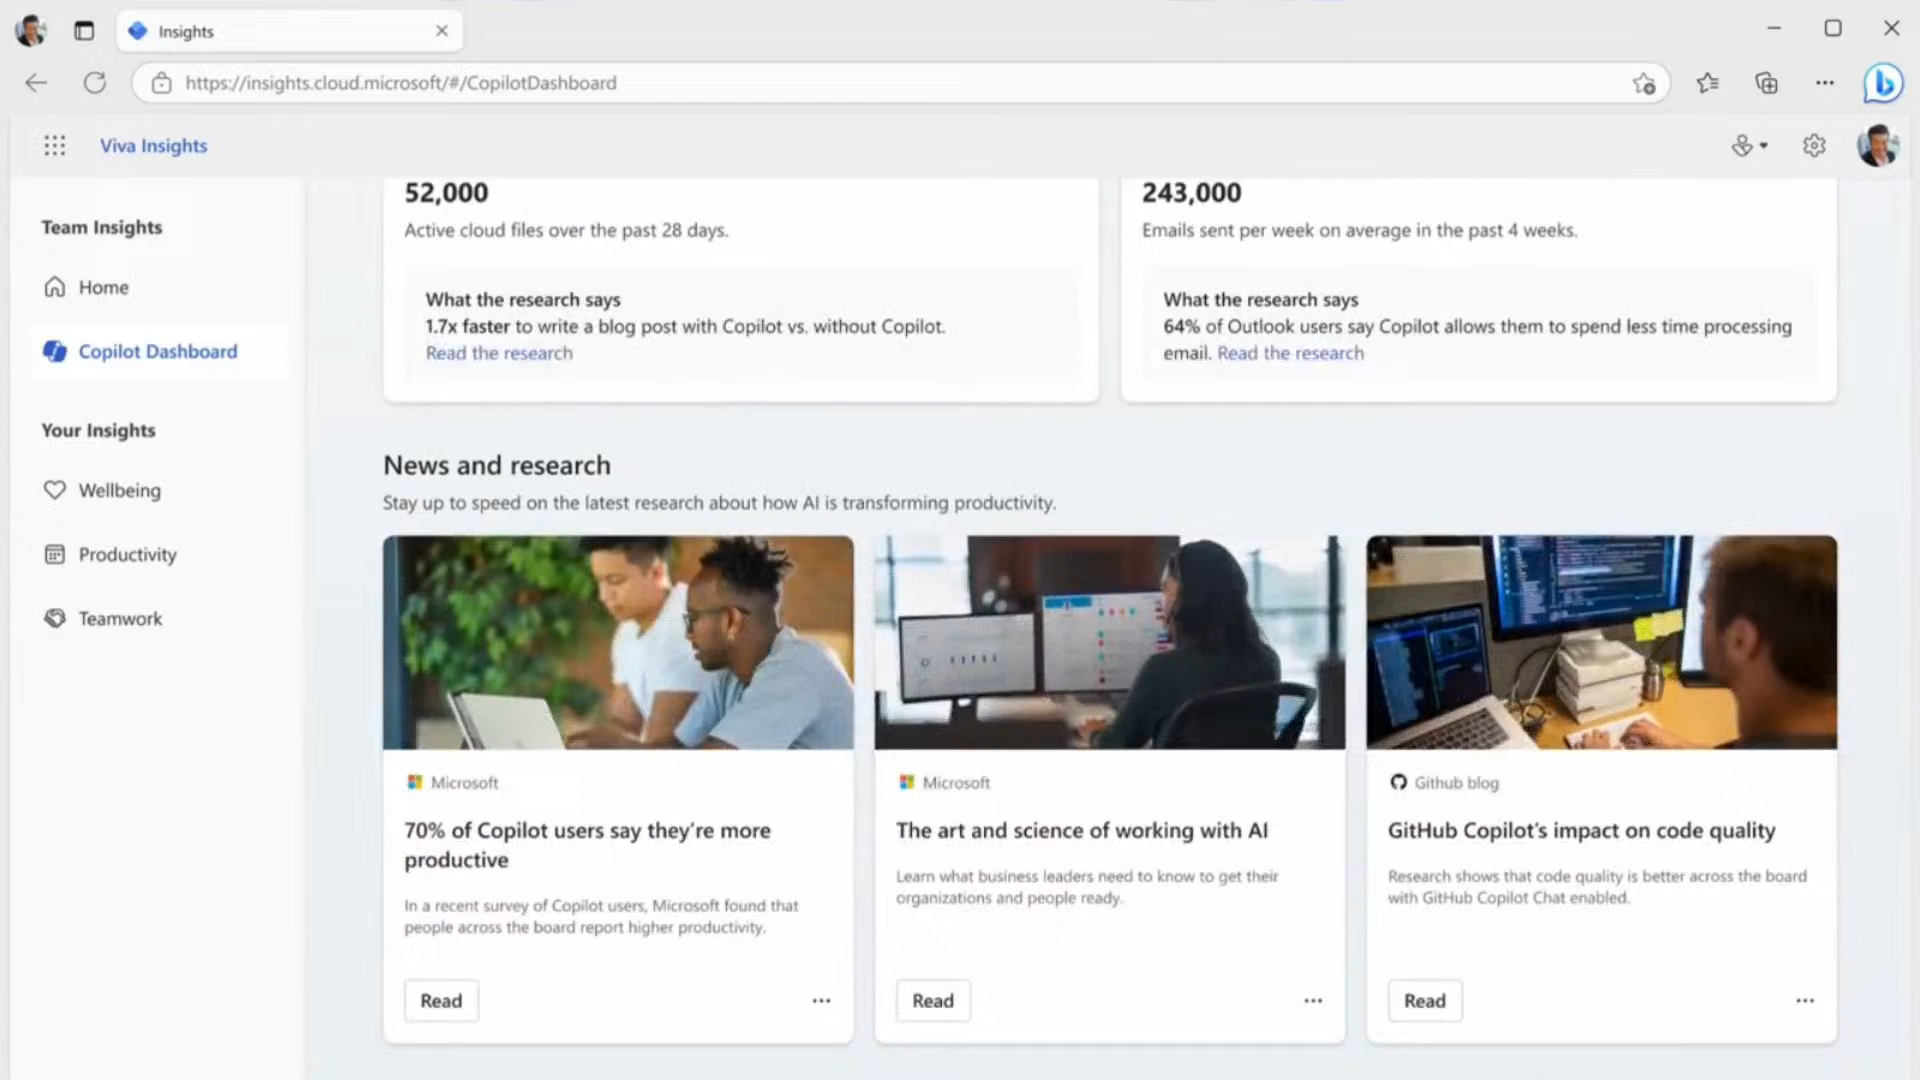 Insights
https://insights.cloud.microsoft/#/CopilotDashboard
Viva Insights
Team Insights
Home
Copilot Dashboard
Your Insights
Wellbeing
Productivity
Teamwork
52,000
Active cloud files over the past 28 days.
What the research says
1.7x faster to write a blog post with Copilot vs. without Copilot.
Read the research
243,000
Emails sent per week on average in the past 4 weeks.
What the research says
64% of Outlook users say Copilot allows them to spend less time processing
email. Read the research
News and research
Stay up to speed on the latest research about how AI is transforming productivity.
Microsoft
70% of Copilot users say they're more
productive
In a recent survey of Copilot users, Microsoft found that
people across the board report higher productivity.
Read
Microsoft
The art and science of working with AI
Learn what business leaders need to know to get their
organizations and people ready.
Read
Github blog
GitHub Copilot's impact on code quality
Research shows that code quality is better across the board
with GitHub Copilot Chat enabled.
Read